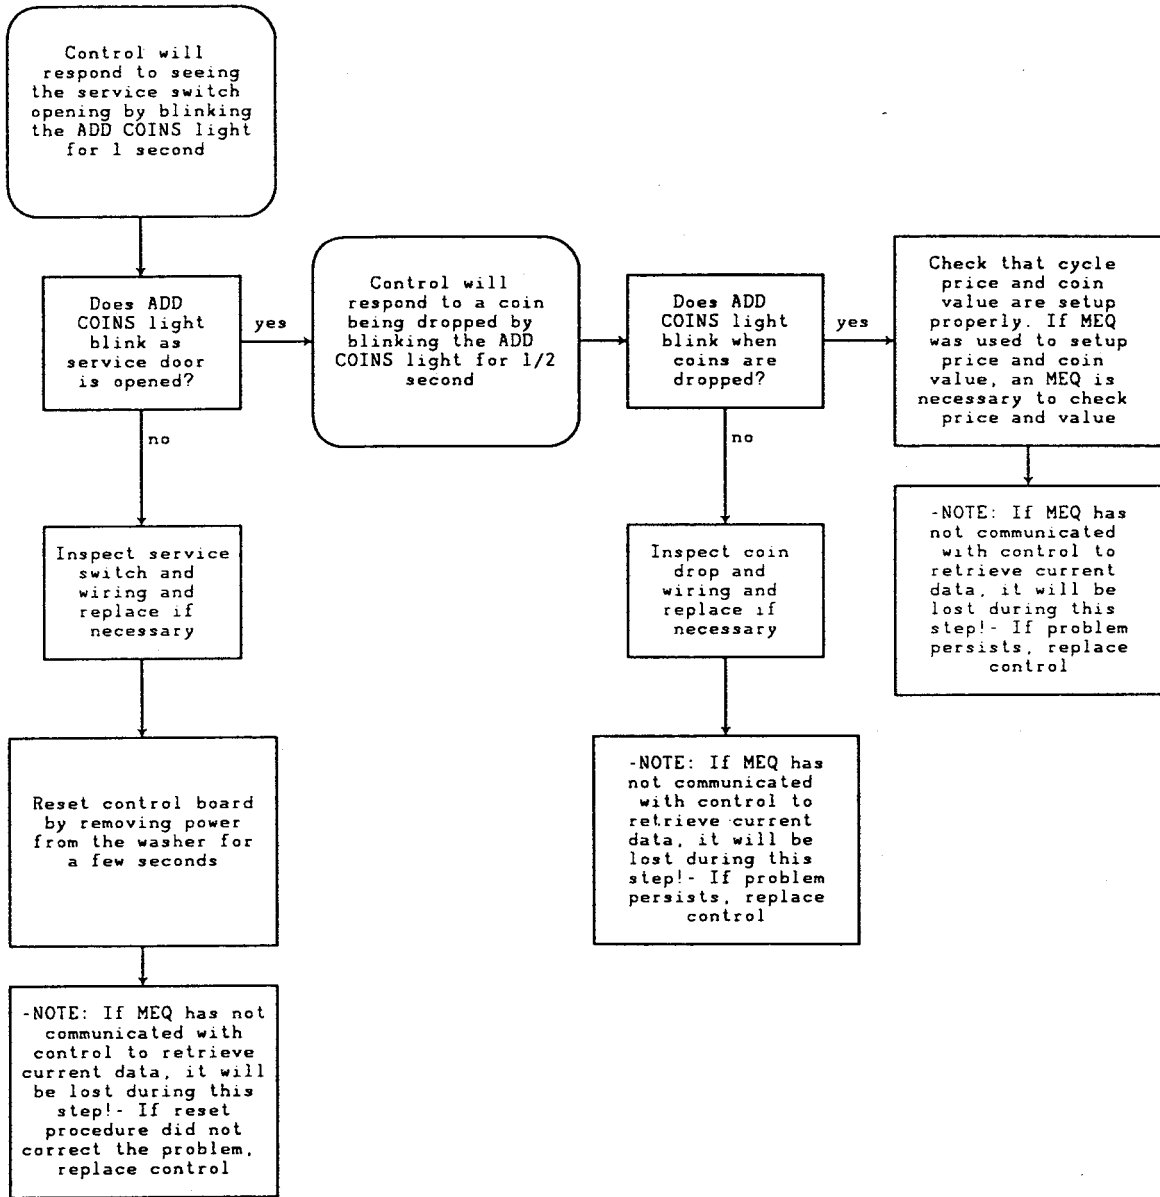 Control will
respond to seeing
the service switch
opening by blinking
the ADD COINS light
for 1 second
Does ADD
COINS light
blink as
service door
is opened?
yes
no
Control will
respond to a coin
being dropped by
blinking the ADD
COINS light for 1/2
second
Does ADD
COINS light
blink when
coins are
dropped?
yes
no
Check that cycle
price and coin
value are setup
properly. If MEQ
was used to setup
price and coin
value, an MEQ is
necessary to check
price and value
-NOTE: If MEQ has
not communicated
with control to
retrieve current
data, it will be
lost during this
step!- If problem
persists, replace
control
Inspect service
switch and
wiring and
replace if
necessary
Inspect coin
drop and
wiring and
replace if
necessary
Reset control board
by removing power
from the washer for
a few seconds
-NOTE: If MEQ has
not communicated
with control to
retrieve current
data, it will be
lost during this
step!- If problem
persists, replace
control
-NOTE: If MEQ has not
communicated with
control to retrieve
current data, it will
be lost during this
step!- If reset
procedure did not
correct the problem,
replace control